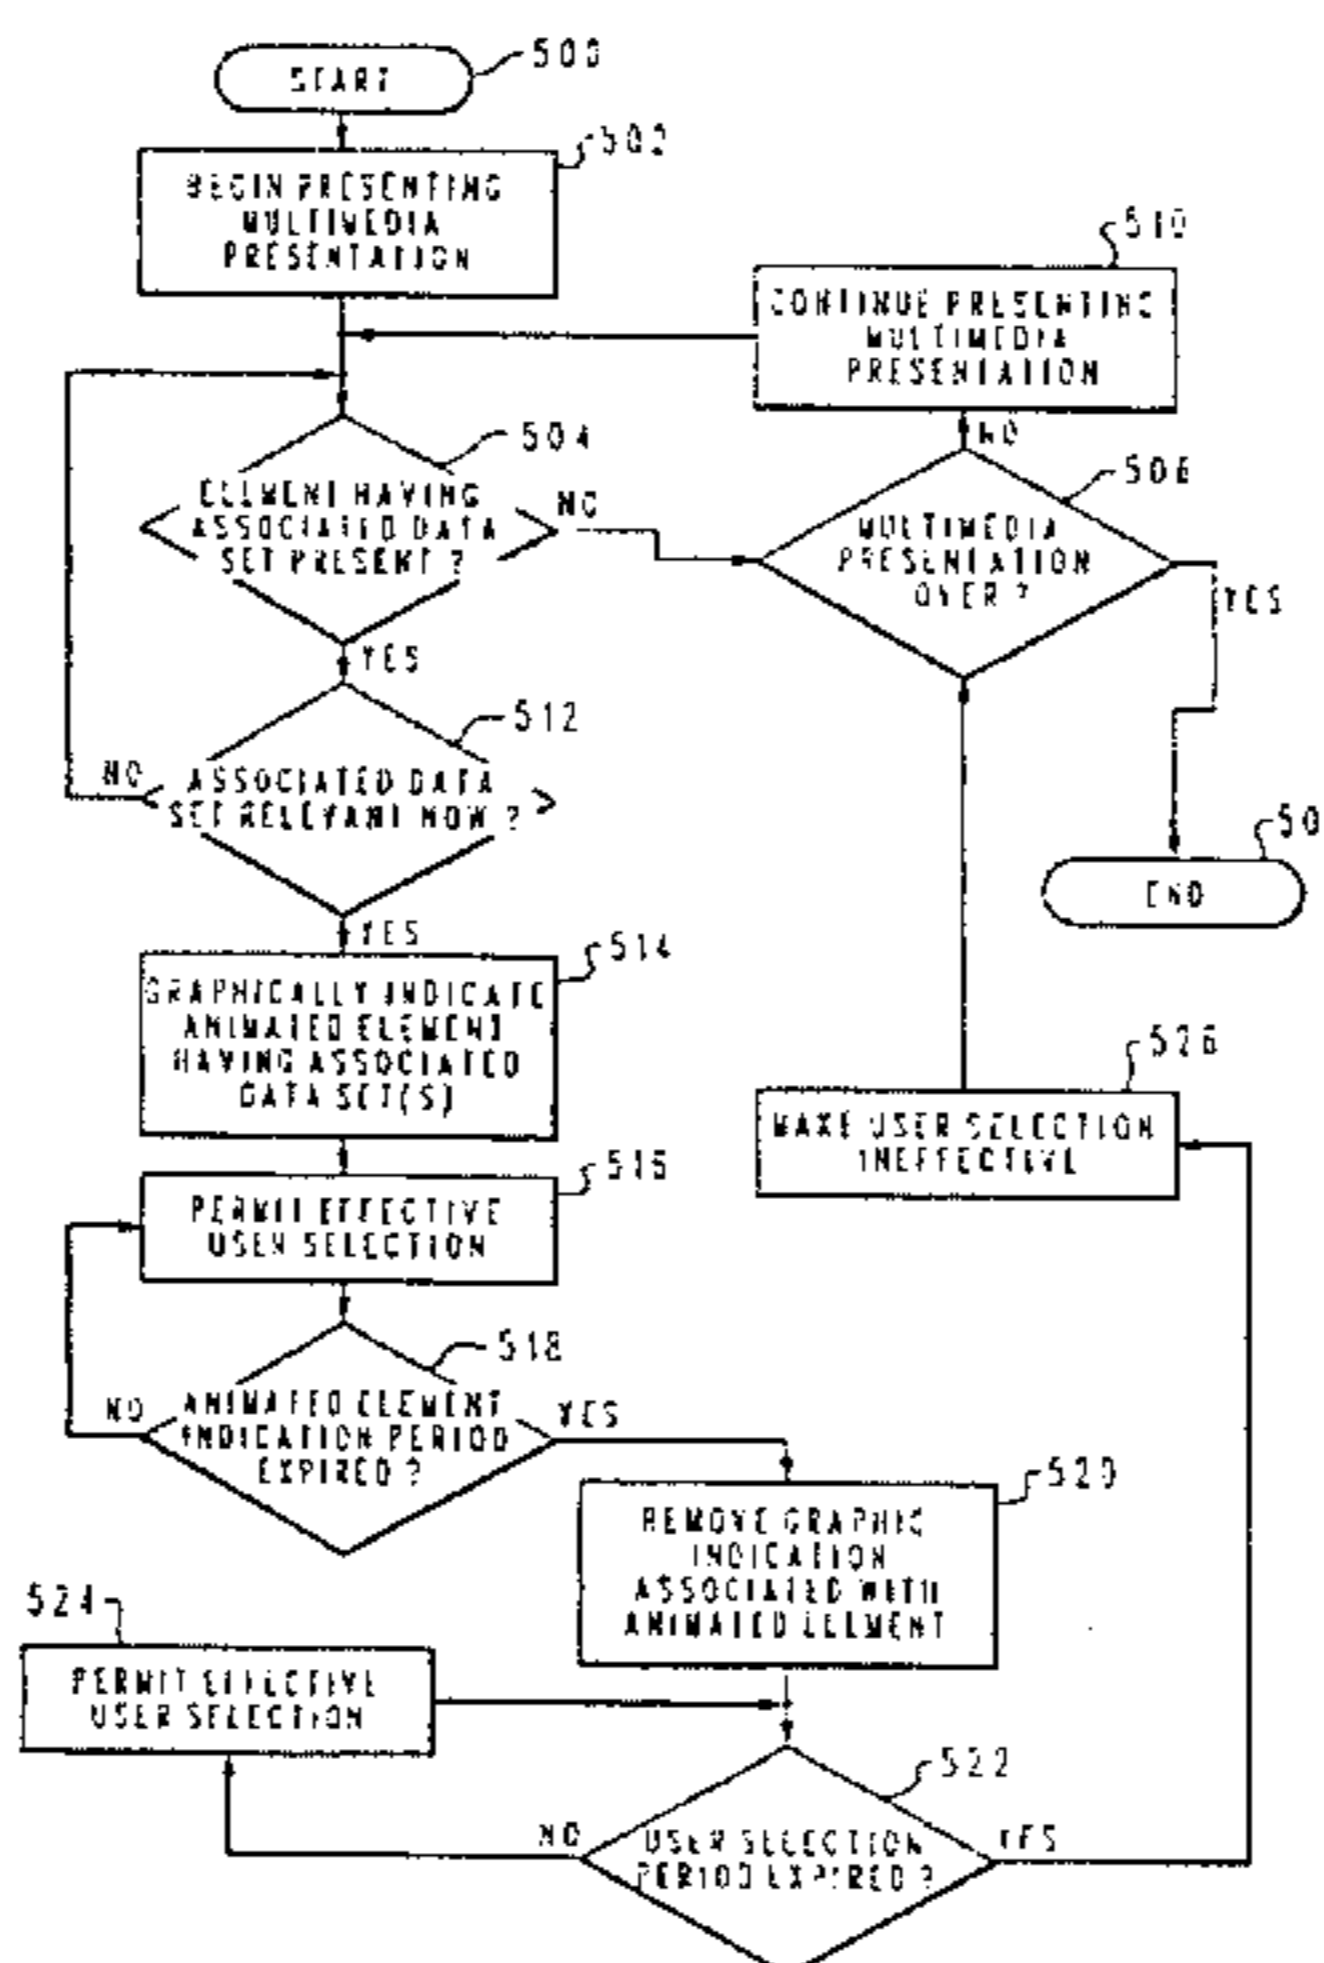 500
START
502
BEGIN PRESENTING
MULTIMEDIA
PRESENTATION
510
CONTINUE PRESENTING
MULTIMEDIA
PRESENTATION
NO
504
ELEMENT HAVING
ASSOCIATED DATA
SET PRESENT ?
NO
506
MULTIMEDIA
PRESENTATION
OVER ?
YES
YES
512
ASSOCIATED DATA
SET RELEVANT NOW ?
NO
50
END
YES
514
GRAPHICALLY INDICATE
ANIMATED ELEMENT
HAVING ASSOCIATED
DATA SET(S)
526
MAKE USER SELECTION
INEFFECTIVE
516
PERMIT EFFECTIVE
USER SELECTION
518
NO
ANIMATED ELEMENT
INDICATION PERIOD
EXPIRED ?
YES
520
REMOVE GRAPHIC
INDICATION
ASSOCIATED WITH
ANIMATED ELEMENT
524
PERMIT EFFECTIVE
USER SELECTION
522
NO
USER SELECTION
PERIOD EXPIRED ?
YES